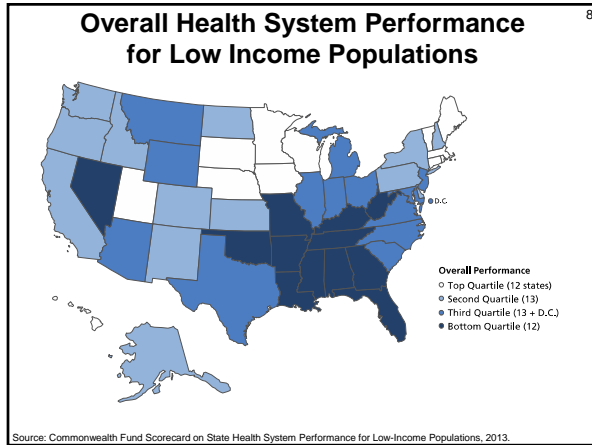 8
Overall Health System Performance
for Low Income Populations
D.C.
Overall Performance
Top Quartile (12 states)
Second Quartile (13)
Third Quartile (13 + D.C.)
Bottom Quartile (12)
Source: Commonwealth Fund Scorecard on State Health System Performance for Low-Income Populations, 2013.